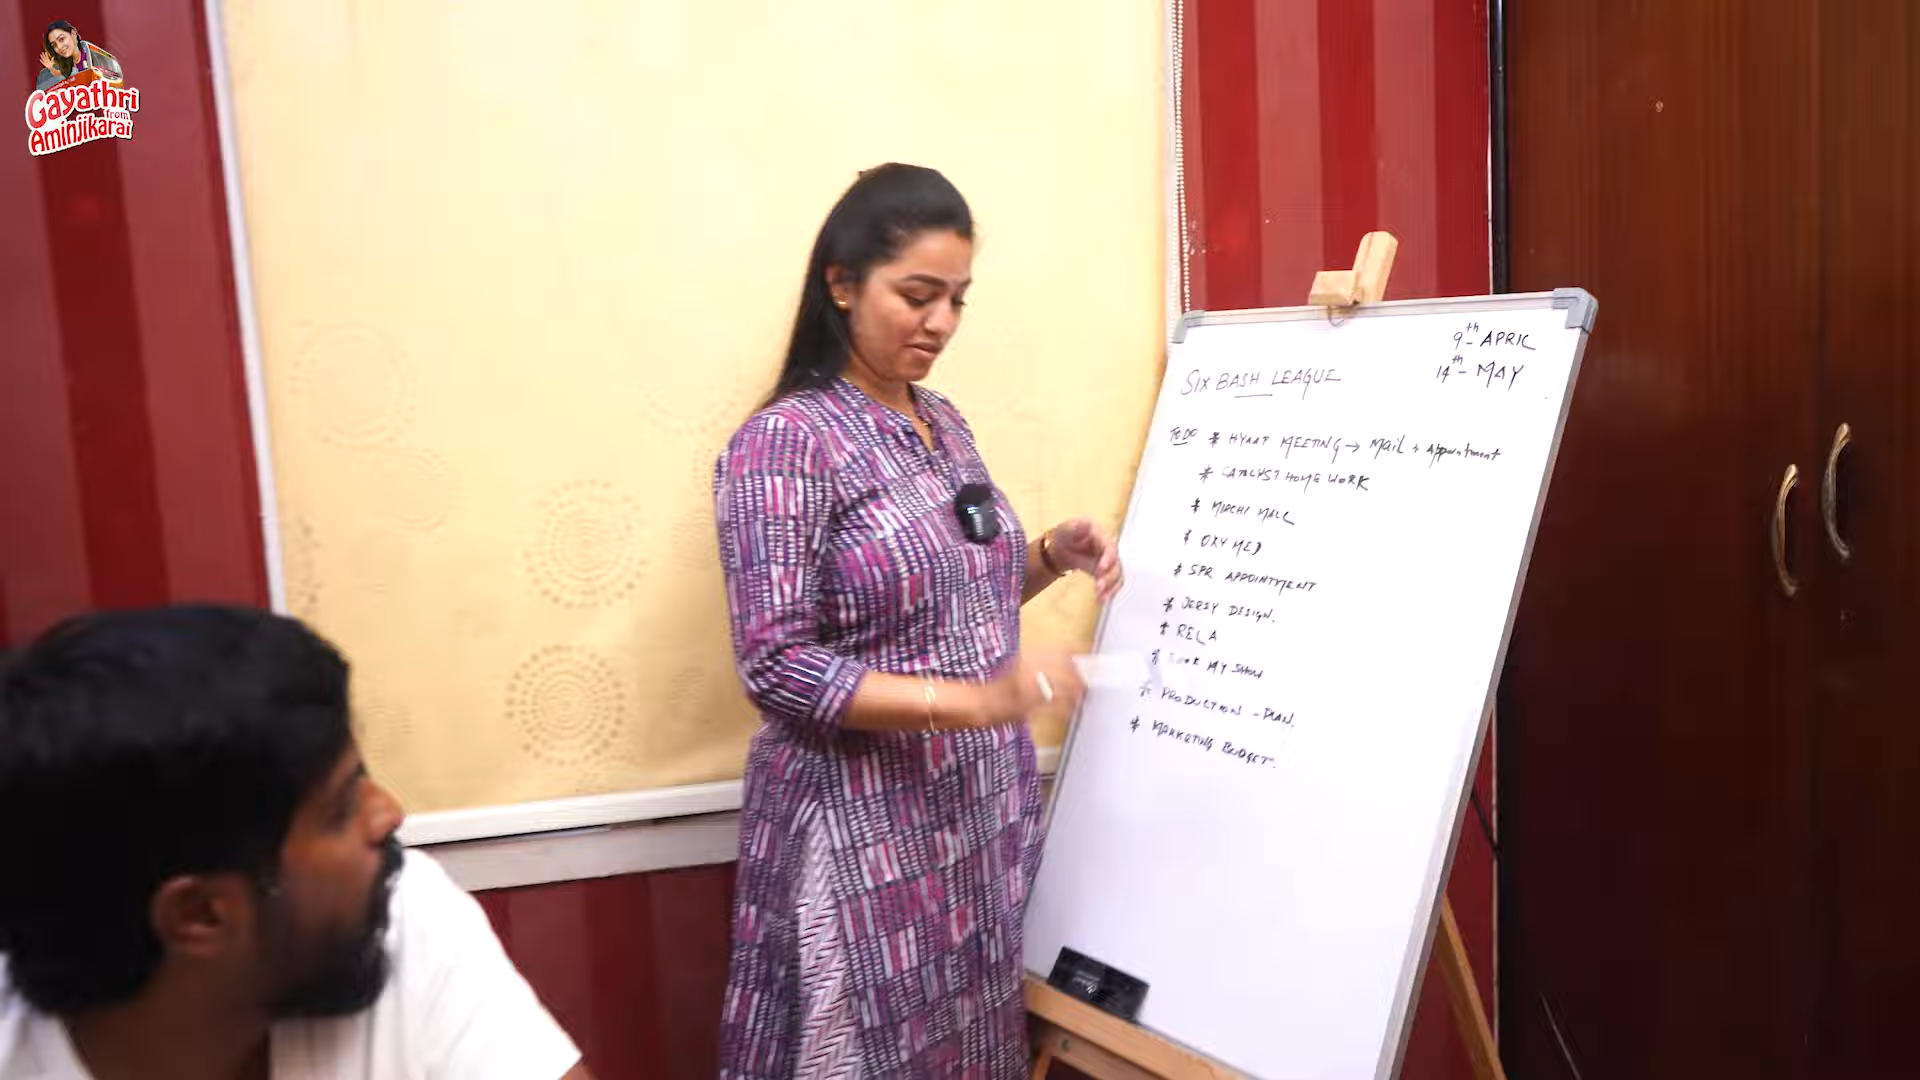 Gayathri
from
Aminjikarai
9th - APRIL
14th - MAY
SIX BASH LEAGUE
TO DO * HYATT MEETING → Mail → Appointment
* CATALYST HOME WORK
* MIRCHI MALL
* OXY MED
* SPR APPOINTMENT
* JERSY DESIGN.
* RELA
* BOOK MY SHOW
* PRODUCTION - PLAN.
* MARKETING BUDGET.